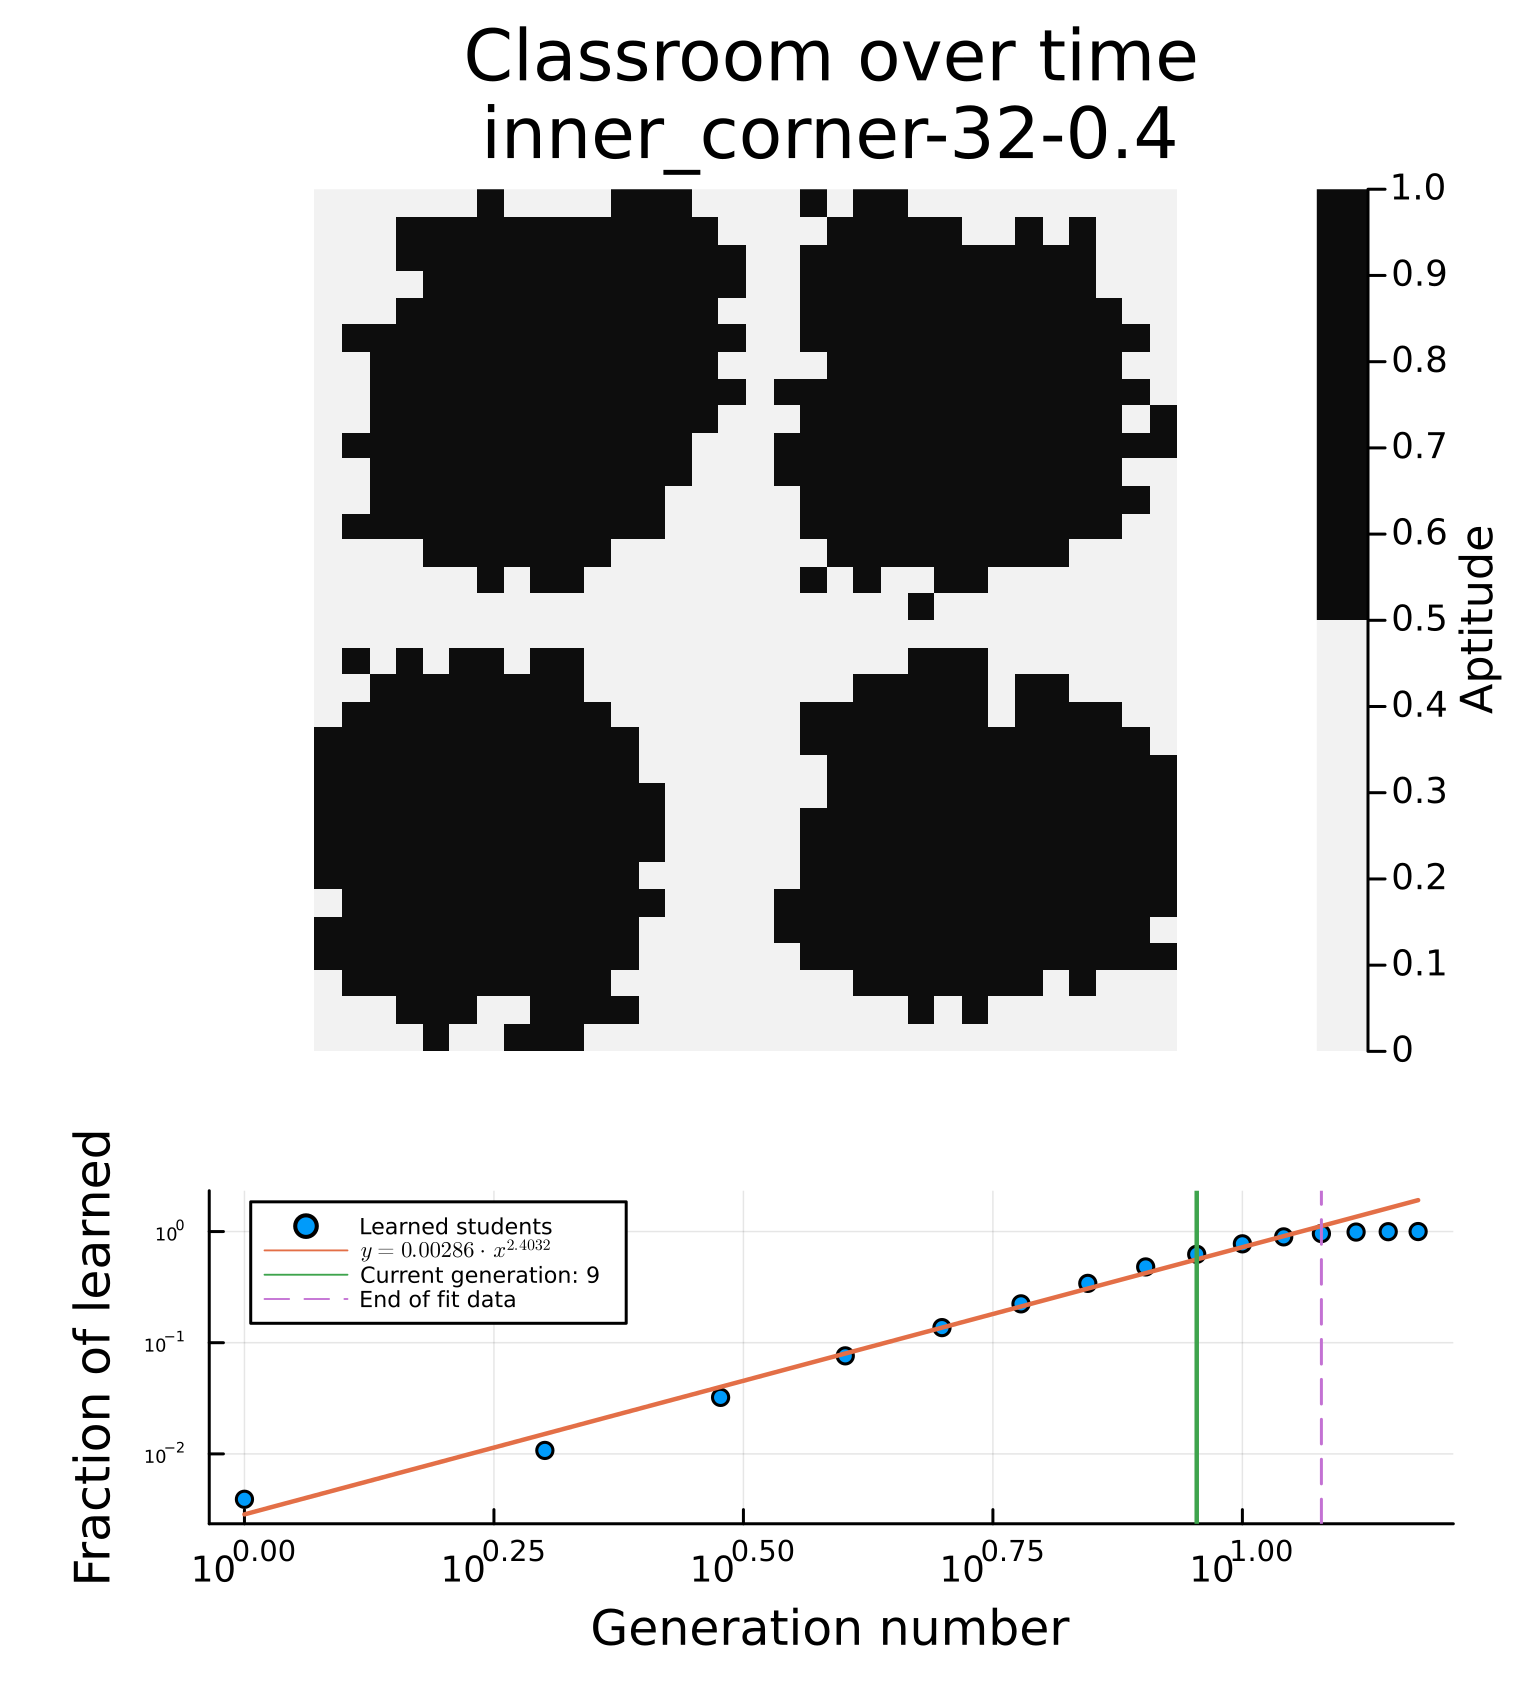 Classroom over time
inner_corner-32-0.4
1.0
0.9
0.8
0.7
0.6
0.5
0.4
0.3
0.2
0.1
0
Aptitude
Fraction of learned
10^0
10^-1
10^-2
Learned students
y = 0.00286 · x^2.4032
Current generation: 9
End of fit data
10^0.00 10^0.25 10^0.50 10^0.75 10^1.00
Generation number